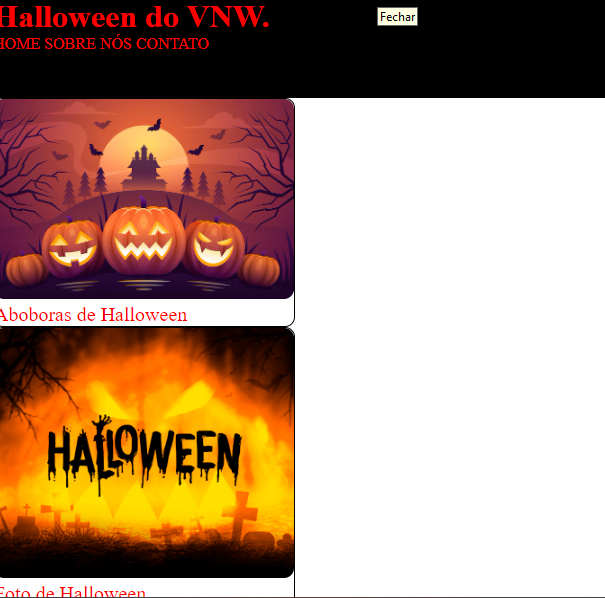 Halloween do VNW.
Fechar
HOME SOBRE NÓS CONTATO
Aboboras de Halloween
HALLOWEEN
Foto de Halloween